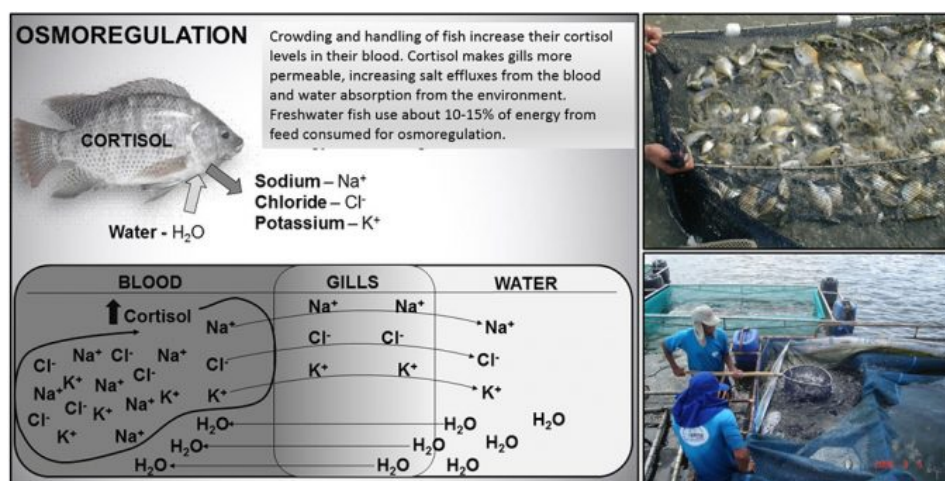 OSMOREGULATION
Crowding and handling of fish increase their cortisol
levels in their blood. Cortisol makes gills more
permeable, increasing salt effluxes from the blood
and water absorption from the environment.
Freshwater fish use about 10-15% of energy from
feed consumed for osmoregulation.
CORTISOL
Sodium – Na⁺
Chloride – Cl⁻
Potassium – K⁺
Water - H₂O
BLOOD GILLS WATER
Cortisol
Na⁺ Na⁺ Na⁺ Na⁺
Cl⁻ Na⁺ Cl⁻ Na⁺ Cl⁻ Cl⁻ Cl⁻ Cl⁻
Na⁺ K⁺ Na⁺ Cl⁻ K⁺ K⁺ K⁺ K⁺ K⁺
Cl⁻ Cl⁻ K⁺ Na⁺
K⁺ Na⁺ H₂O H₂O H₂O
H₂O H₂O H₂O
H₂O H₂O H₂O